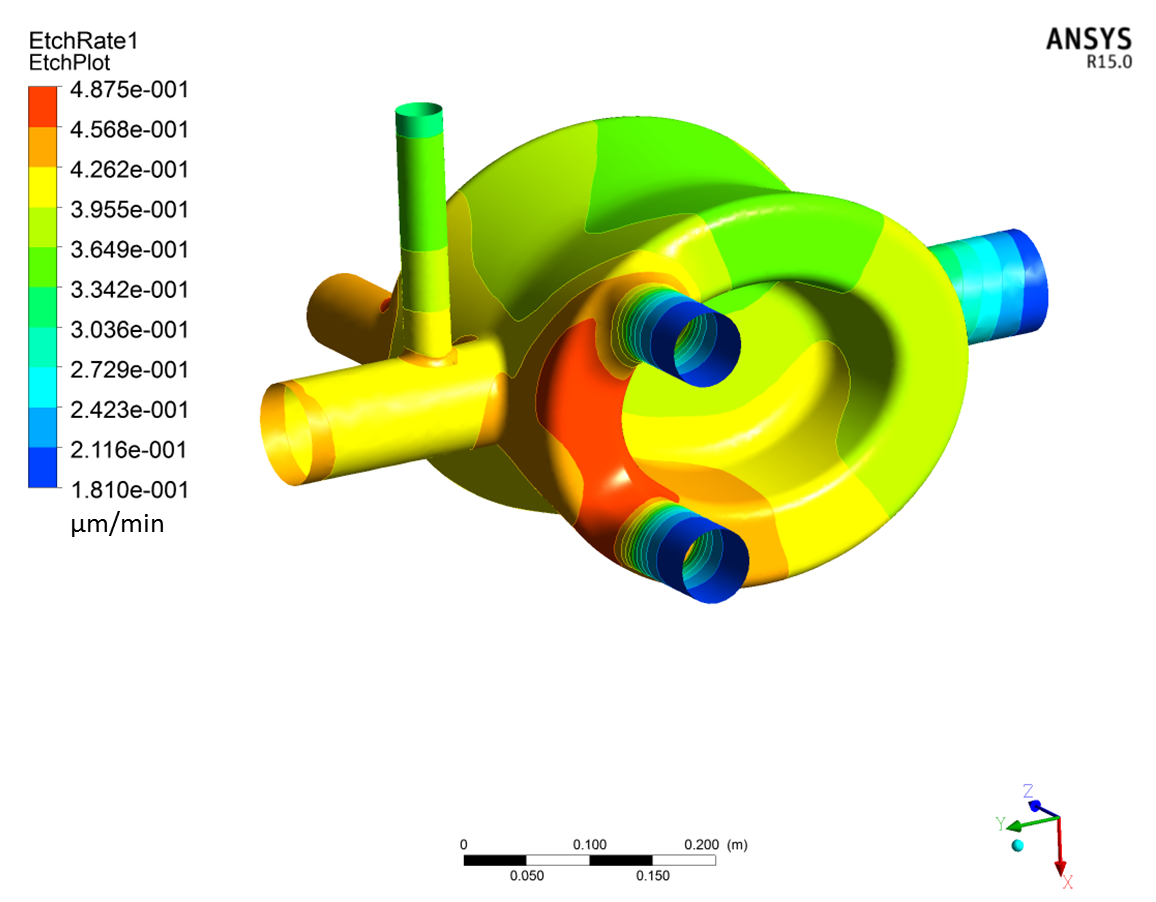 EtchRate1
EtchPlot
4.875e-001
4.568e-001
4.262e-001
3.955e-001
3.649e-001
3.342e-001
3.036e-001
2.729e-001
2.423e-001
2.116e-001
1.810e-001
µm/min
ANSYS
R15.0
0 0.100 0.200 (m)
0.050 0.150
Z
Y
X